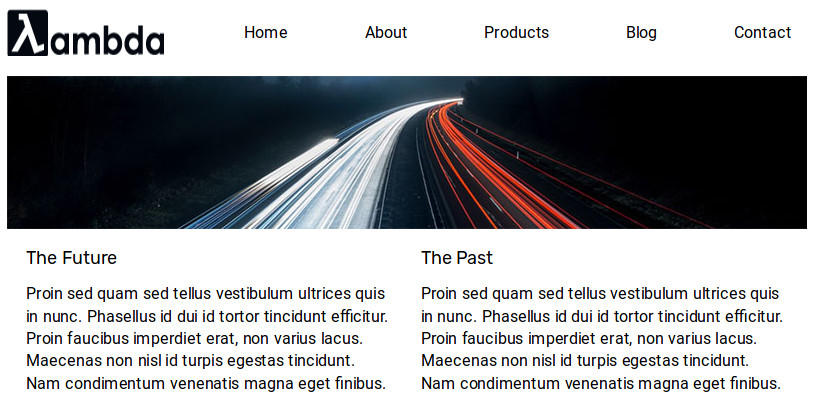 λambda
Home About Products Blog Contact
The Future
Proin sed quam sed tellus vestibulum ultrices quis
in nunc. Phasellus id dui id tortor tincidunt efficitur.
Proin faucibus imperdiet erat, non varius lacus.
Maecenas non nisl id turpis egestas tincidunt.
Nam condimentum venenatis magna eget finibus.
The Past
Proin sed quam sed tellus vestibulum ultrices quis
in nunc. Phasellus id dui id tortor tincidunt efficitur.
Proin faucibus imperdiet erat, non varius lacus.
Maecenas non nisl id turpis egestas tincidunt.
Nam condimentum venenatis magna eget finibus.